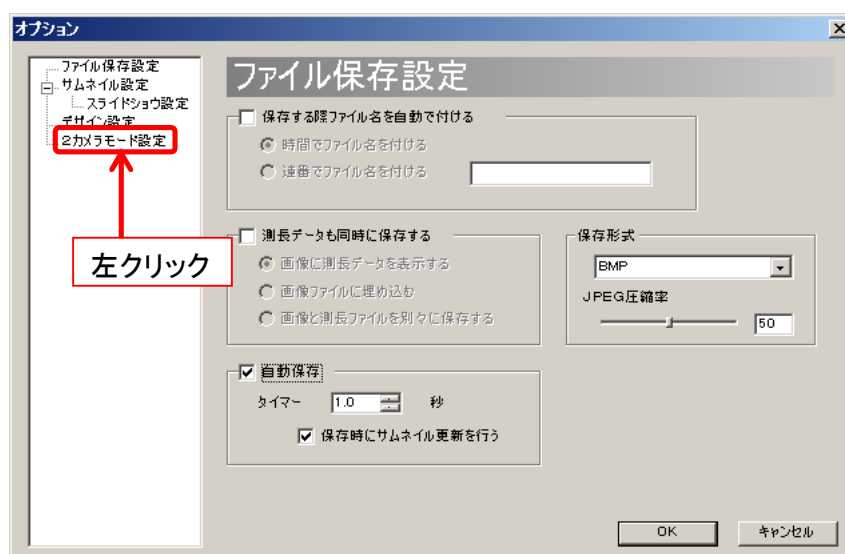 オプション
ファイル保存設定
サムネイル設定
スライドショウ設定
デザイン設定
2カメラモード設定
左クリック
ファイル保存設定
保存する際ファイル名を自動で付ける
時間でファイル名を付ける
連番でファイル名を付ける
測長データも同時に保存する
画像に測長データを表示する
画像ファイルに埋め込む
画像と測長ファイルを別々に保存する
保存形式
BMP
JPEG圧縮率
50
自動保存
タイマー 1.0 秒
保存時にサムネイル更新を行う
OK
キャンセル